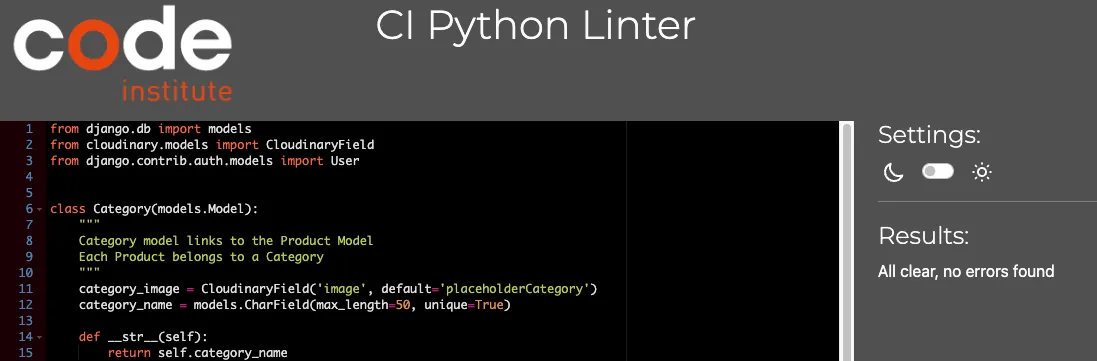 code
institute
CI Python Linter
1 from django.db import models
2 from cloudinary.models import CloudinaryField
3 from django.contrib.auth.models import User
4
5
6 class Category(models.Model):
7 """
8 Category model links to the Product Model
9 Each Product belongs to a Category
10 """
11 category_image = CloudinaryField('image', default='placeholderCategory')
12 category_name = models.CharField(max_length=50, unique=True)
13
14 def __str__(self):
15 return self.category_name
Settings:
Results:
All clear, no errors found